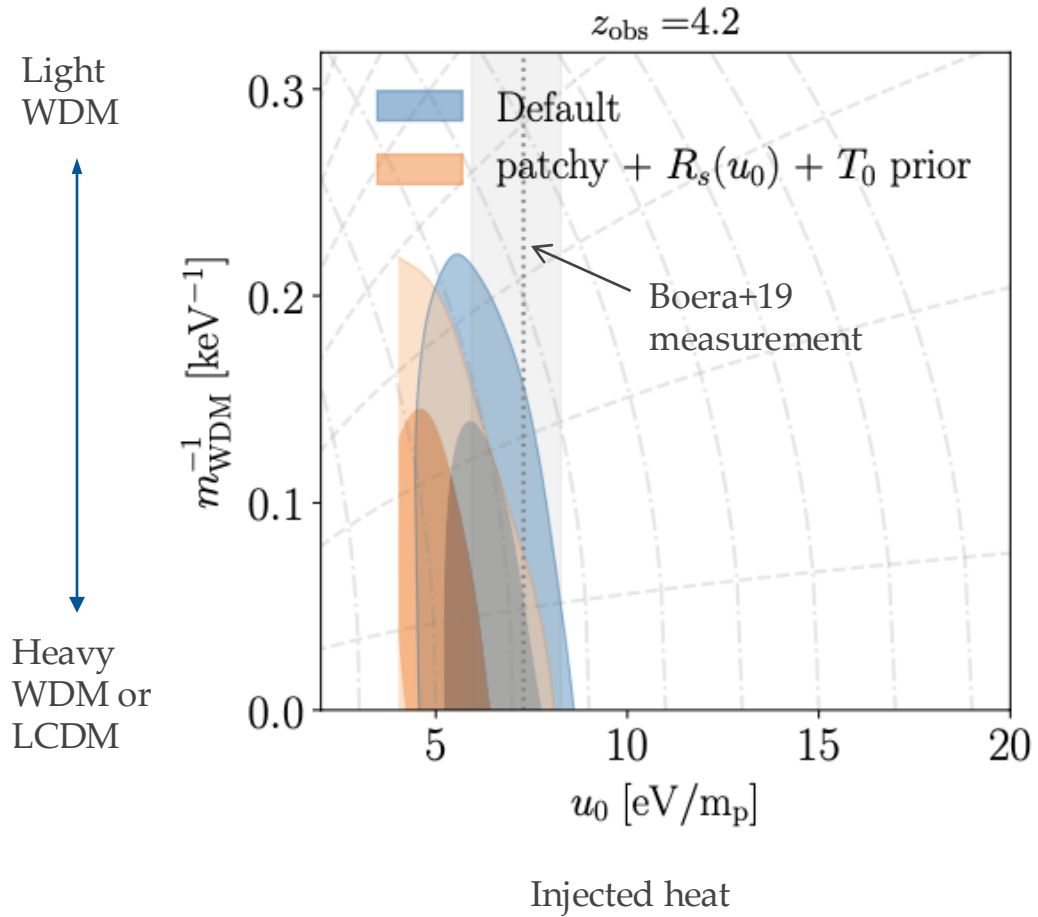 z_obs =4.2
Light
WDM
Heavy
WDM or
LCDM
m_WDM^−1 [keV^−1]
0.3
0.2
0.1
0.0
Default
patchy + R_s(u_0) + T_0 prior
Boera+19
measurement
5 10 15 20
u_0 [eV/m_p]
Injected heat